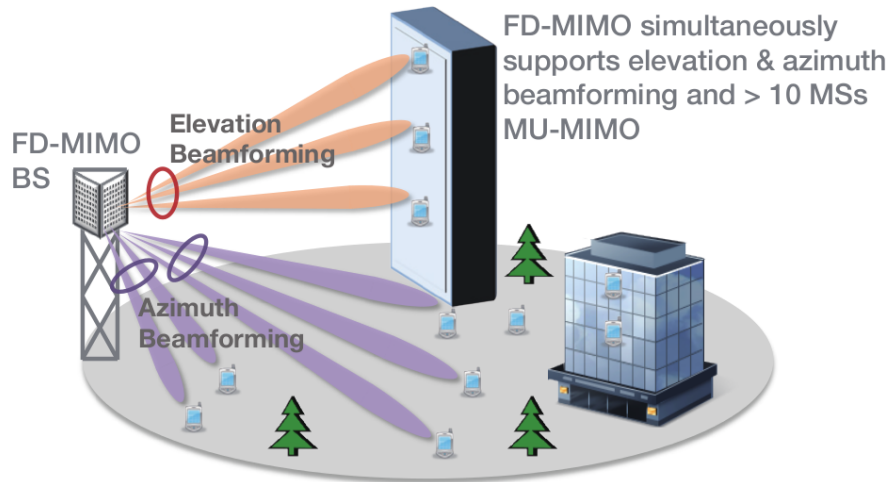 FD-MIMO simultaneously
supports elevation & azimuth
beamforming and > 10 MSs
MU-MIMO
Elevation
Beamforming
FD-MIMO
BS
Azimuth
Beamforming